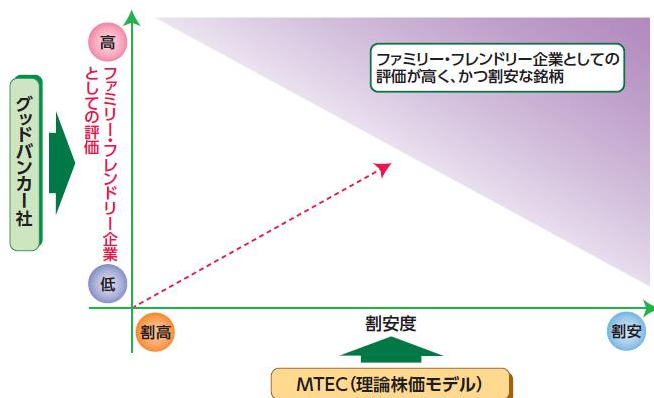 高
ファミリー・フレンドリー企業としての
評価が高く、かつ割安な銘柄
グッドバンカー社
ファミリー・フレンドリー企業
としての評価
低
割高
割安度
割安
MTEC（理論株価モデル）